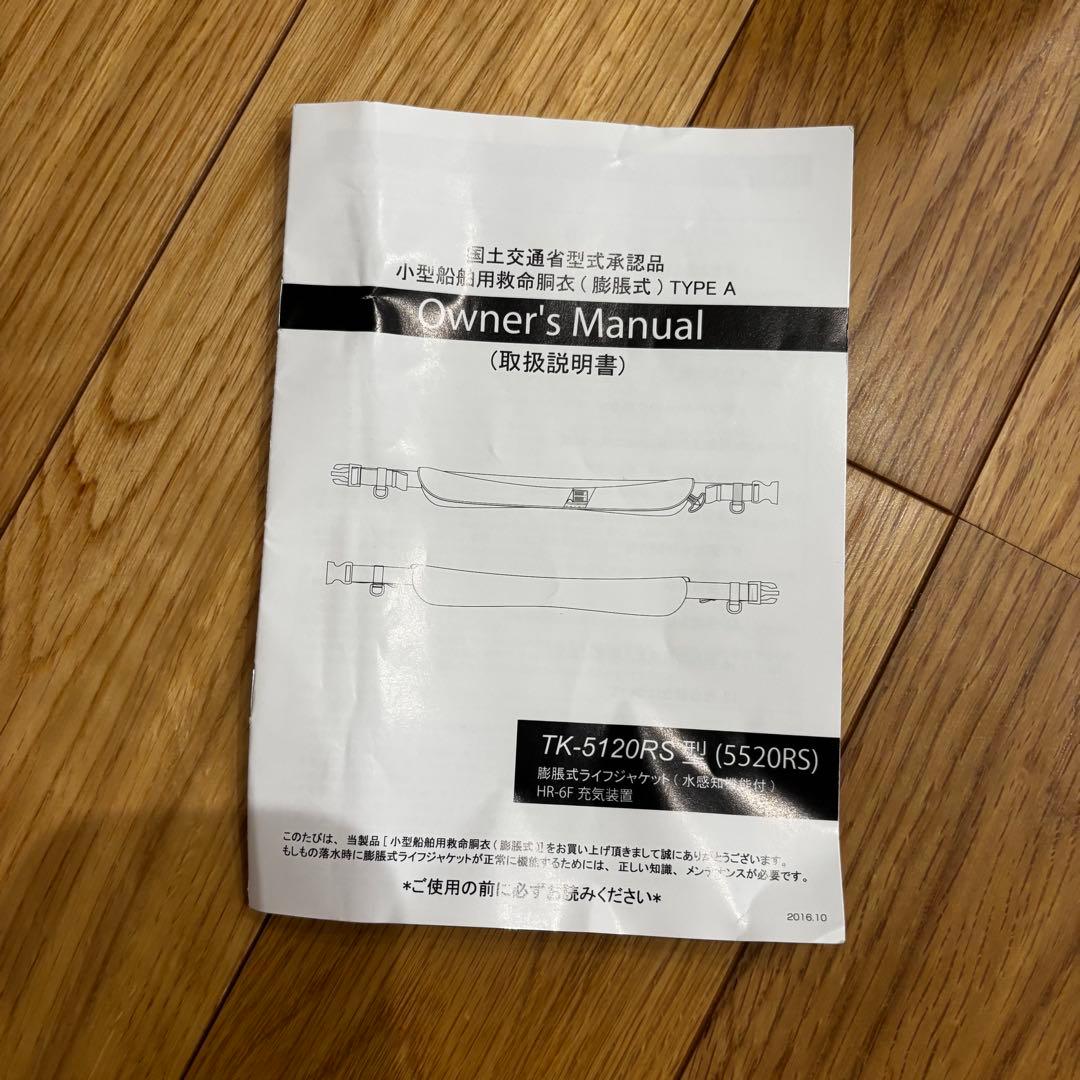 国土交通省型式承認品
小型船舶用救命胴衣(膨脹式)TYPE A
Owner's Manual
(取扱説明書)
TK-5120RS 型 (5520RS)
膨脹式ライフジャケット(水感知機能付)
HR-6F 充気装置
このたびは、当製品[小型船舶用救命胴衣(膨脹式)]をお買い上げ頂きまして誠にありがとうございます。
もしもの落水時に膨脹式ライフジャケットが正常に機能するためには、正しい知識、メンテナンスが必要です。
*ご使用の前に必ずお読みください*
2016.10